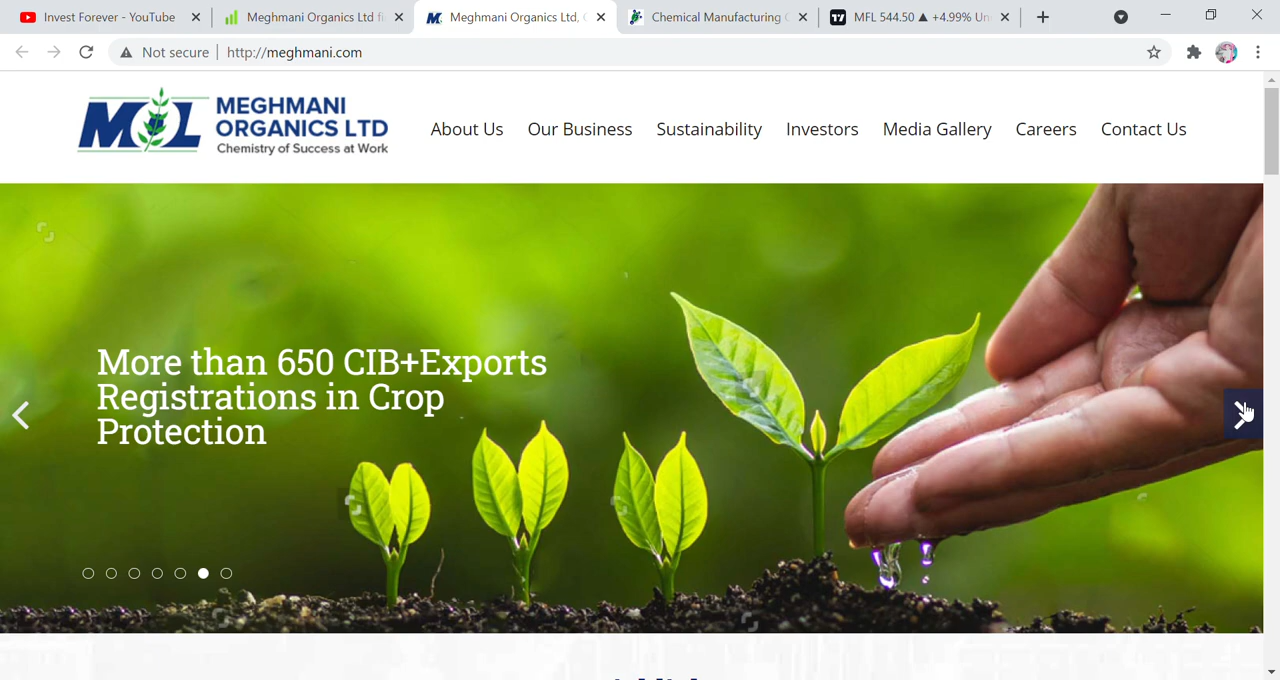 Invest Forever - YouTube
Meghmani Organics Ltd fi
Meghmani Organics Ltd, C
Chemical Manufacturing C
MFL 544.50 ▲ +4.99% Un
Not secure
http://meghmani.com
MOL
MEGHMANI
ORGANICS LTD
Chemistry of Success at Work
About Us
Our Business
Sustainability
Investors
Media Gallery
Careers
Contact Us
More than 650 CIB+Exports
Registrations in Crop
Protection